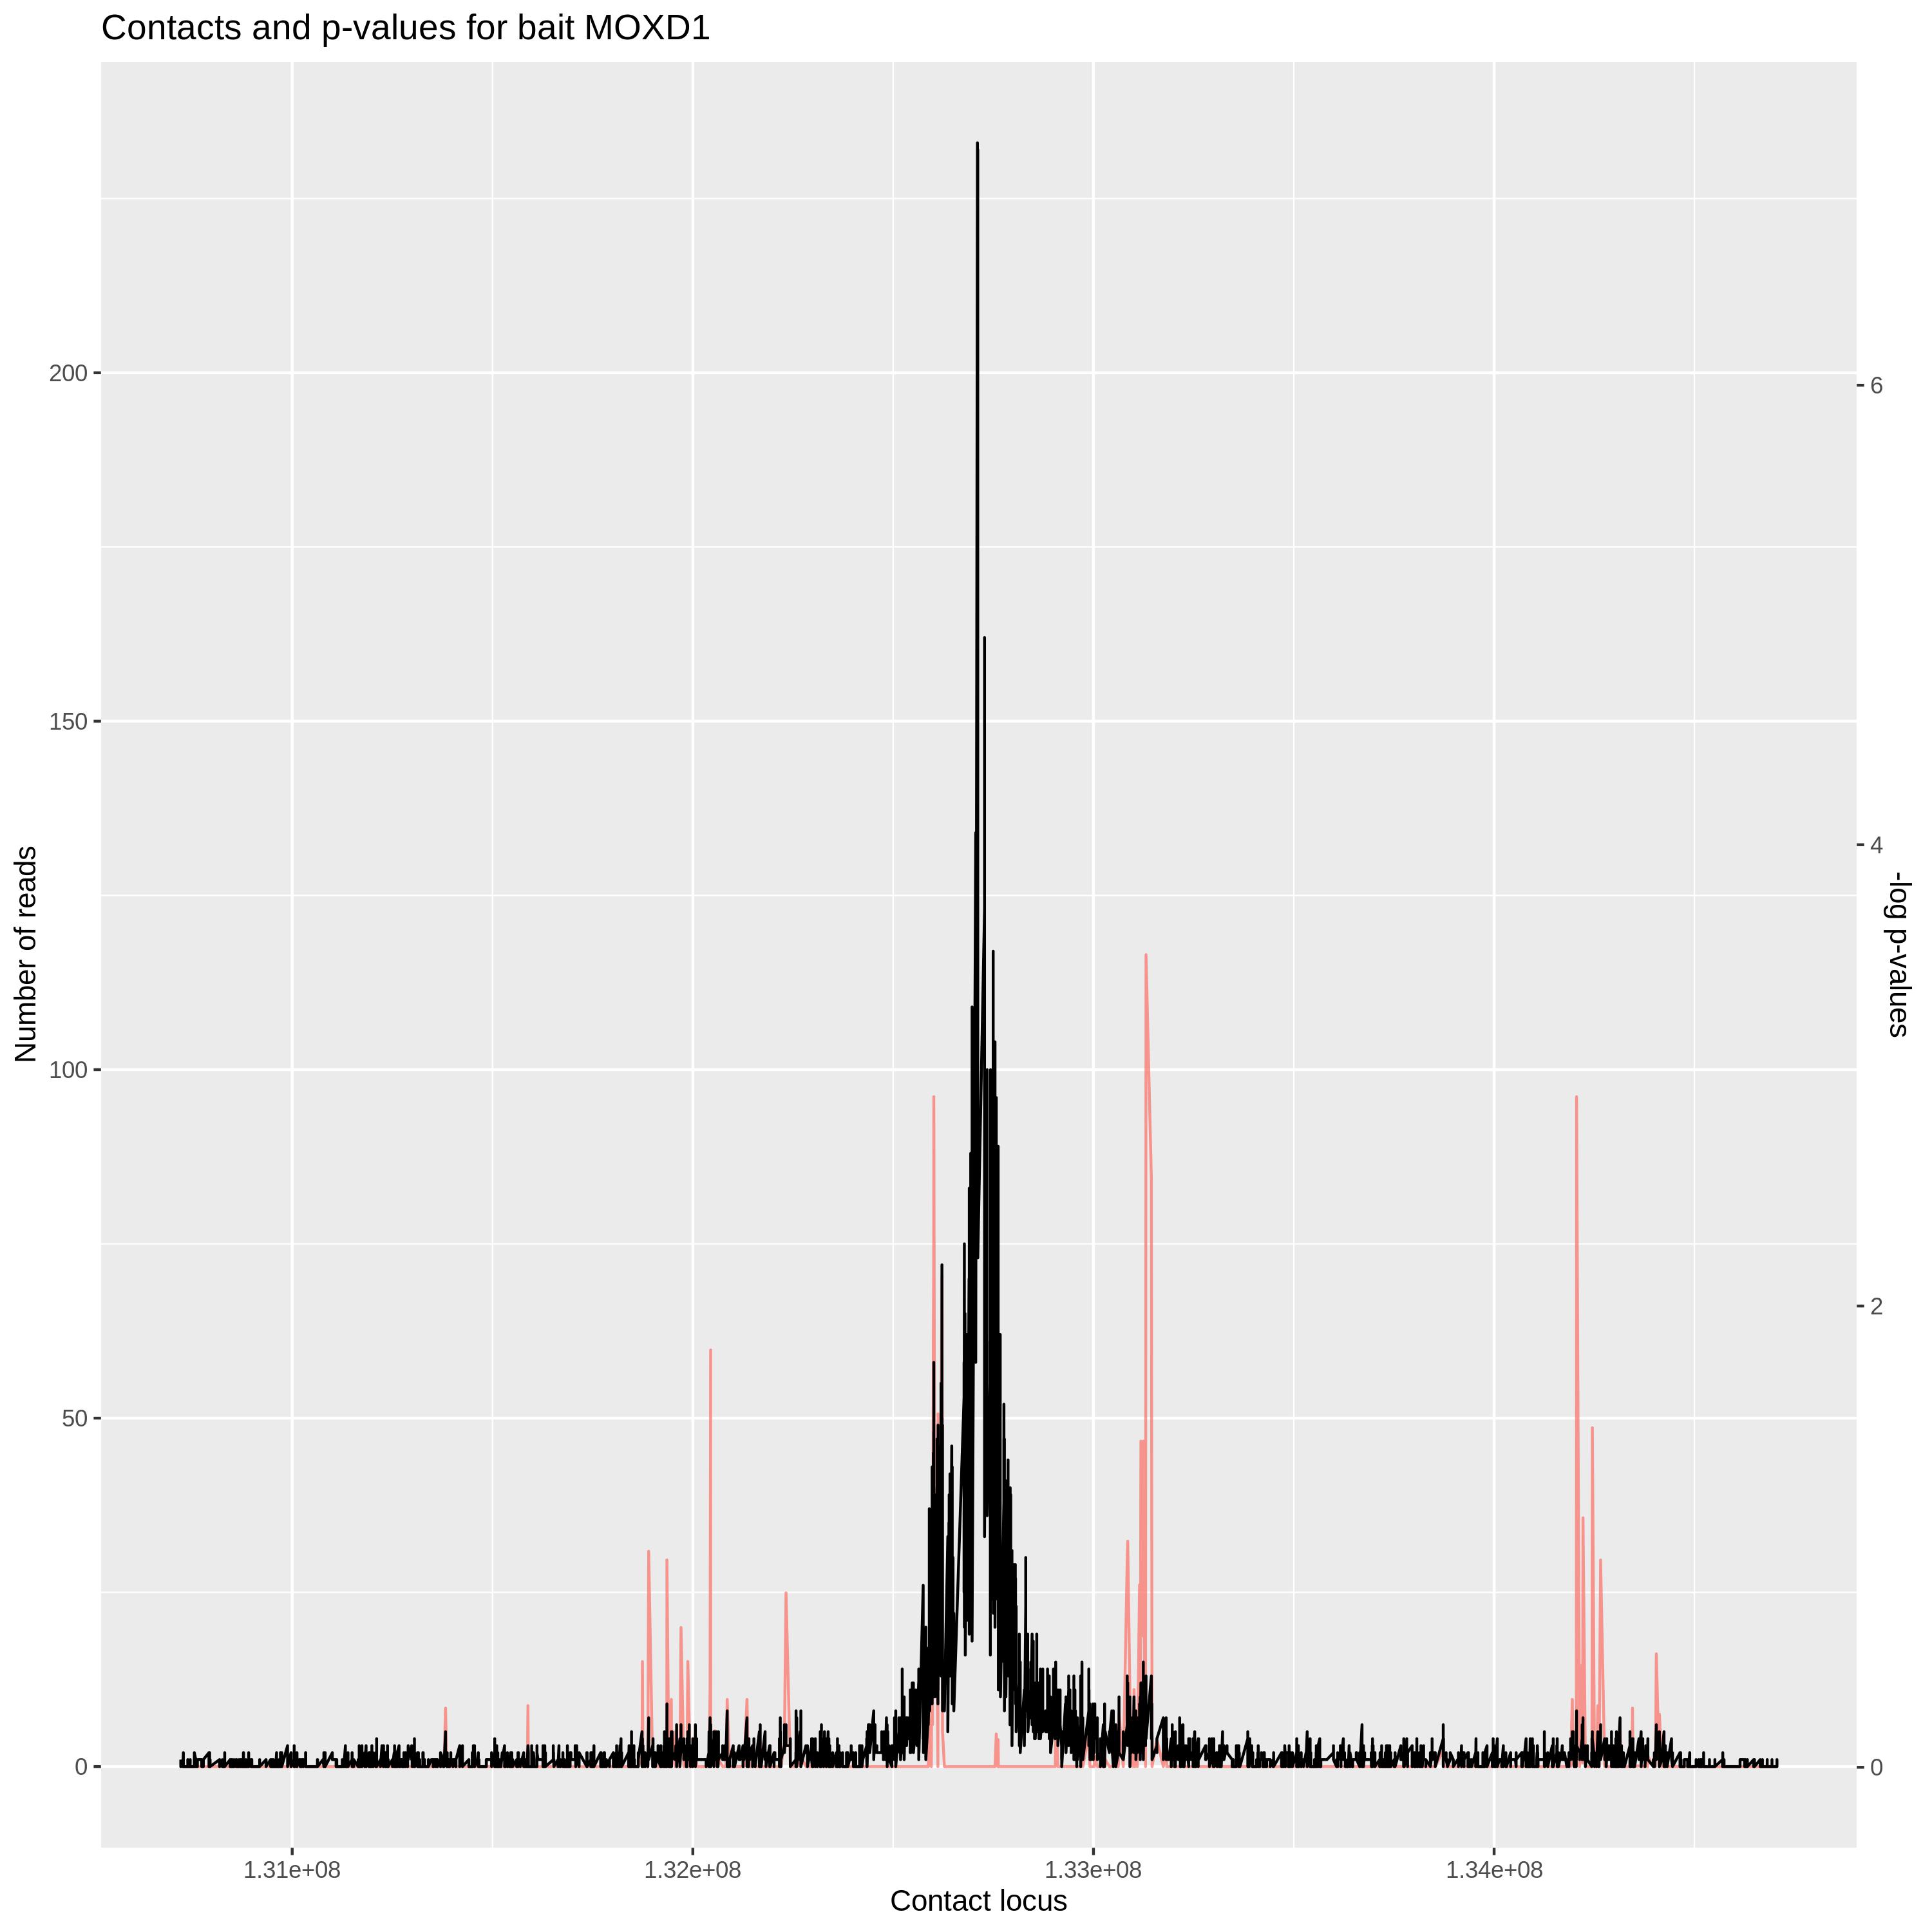 Contacts and p-values for bait MOXD1
Number of reads
200
150
100
50
0
6
4
2
0
-log p-values
1.31e+08
1.32e+08
1.33e+08
1.34e+08
Contact locus